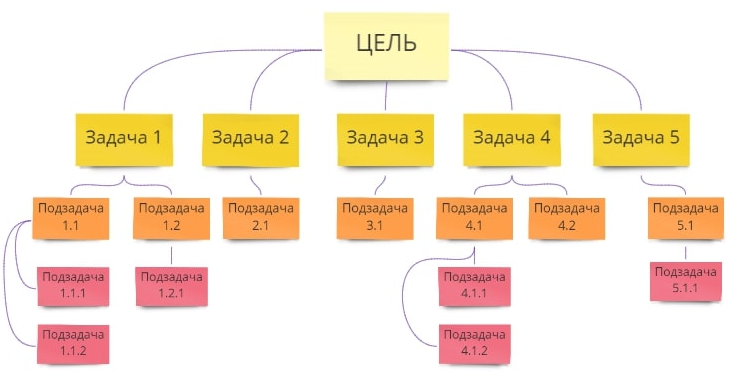 ЦЕЛЬ
Задача 1
Задача 2
Задача 3
Задача 4
Задача 5
Подзадача
1.1
Подзадача
1.2
Подзадача
2.1
Подзадача
3.1
Подзадача
4.1
Подзадача
4.2
Подзадача
5.1
Подзадача
1.1.1
Подзадача
1.2.1
Подзадача
4.1.1
Подзадача
5.1.1
Подзадача
1.1.2
Подзадача
4.1.2